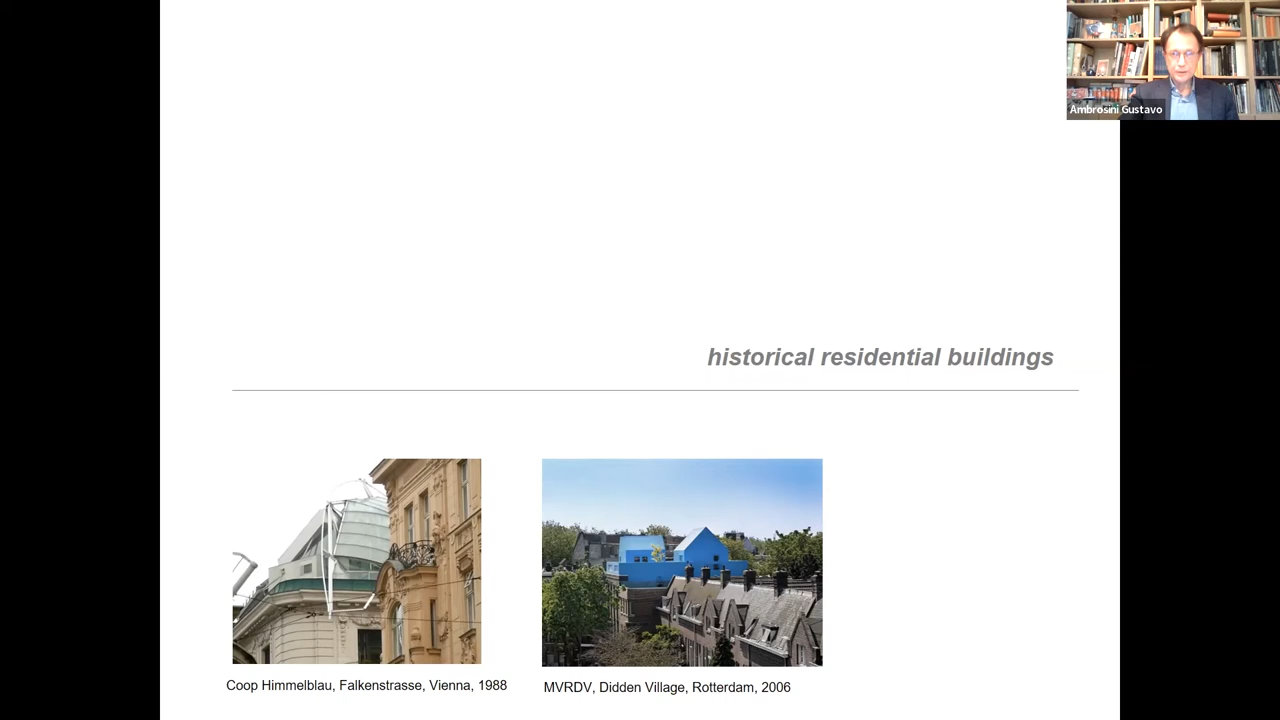 Ambrosini Gustavo
historical residential buildings
Coop Himmelblau, Falkenstrasse, Vienna, 1988
MVRDV, Didden Village, Rotterdam, 2006